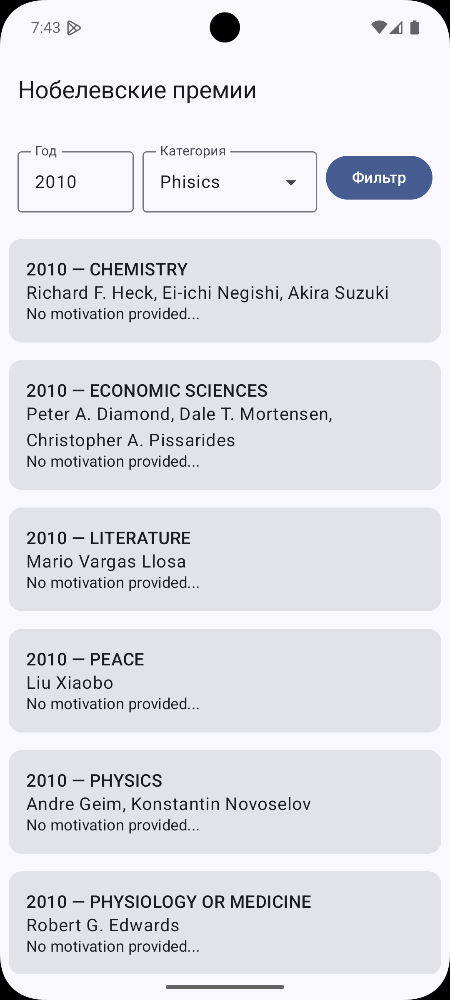 7:43
Нобелевские премии
Год
Категория
2010
Phisics
Фильтр
2010 — CHEMISTRY
Richard F. Heck, Ei-ichi Negishi, Akira Suzuki
No motivation provided...
2010 — ECONOMIC SCIENCES
Peter A. Diamond, Dale T. Mortensen,
Christopher A. Pissarides
No motivation provided...
2010 — LITERATURE
Mario Vargas Llosa
No motivation provided...
2010 — PEACE
Liu Xiaobo
No motivation provided...
2010 — PHYSICS
Andre Geim, Konstantin Novoselov
No motivation provided...
2010 — PHYSIOLOGY OR MEDICINE
Robert G. Edwards
No motivation provided...